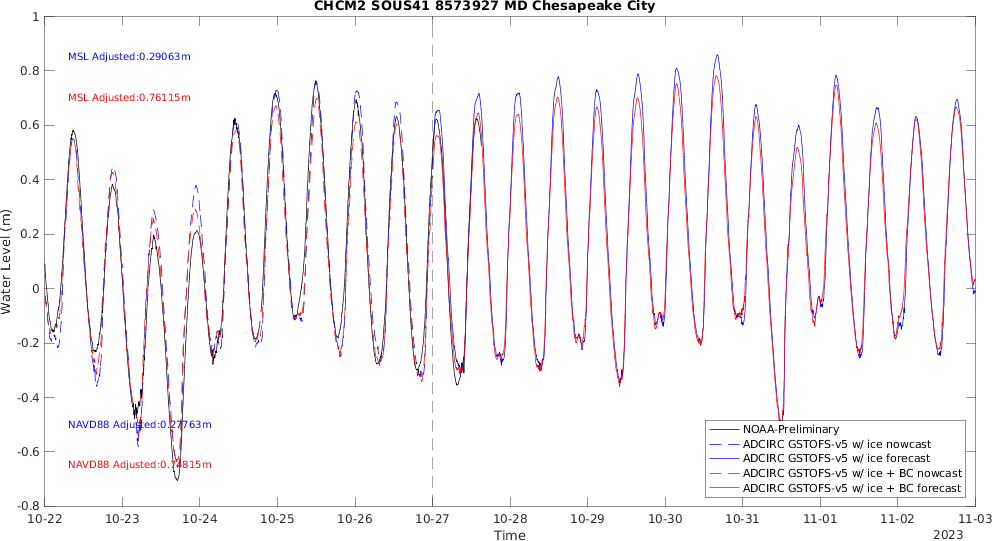 CHCM2 SOUS41 8573927 MD Chesapeake City
MSL Adjusted:0.29063m
MSL Adjusted:0.76115m
NAVD88 Adjusted:0.27763m
NAVD88 Adjusted:0.74815m
Water Level (m)
1
0.8
0.6
0.4
0.2
0
-0.2
-0.4
-0.6
-0.8
NOAA-Preliminary
ADCIRC GSTOFS-v5 w/ ice nowcast
ADCIRC GSTOFS-v5 w/ ice forecast
ADCIRC GSTOFS-v5 w/ ice + BC nowcast
ADCIRC GSTOFS-v5 w/ ice + BC forecast
10-22 10-23 10-24 10-25 10-26 10-27 10-28 10-29 10-30 10-31 11-01 11-02 11-03
Time
2023